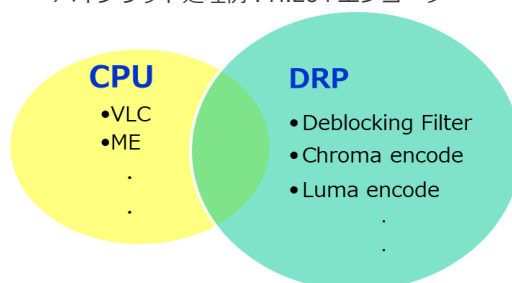 CPU
•VLC
•ME
.
.
DRP
•Deblocking Filter
•Chroma encode
•Luma encode
.
.